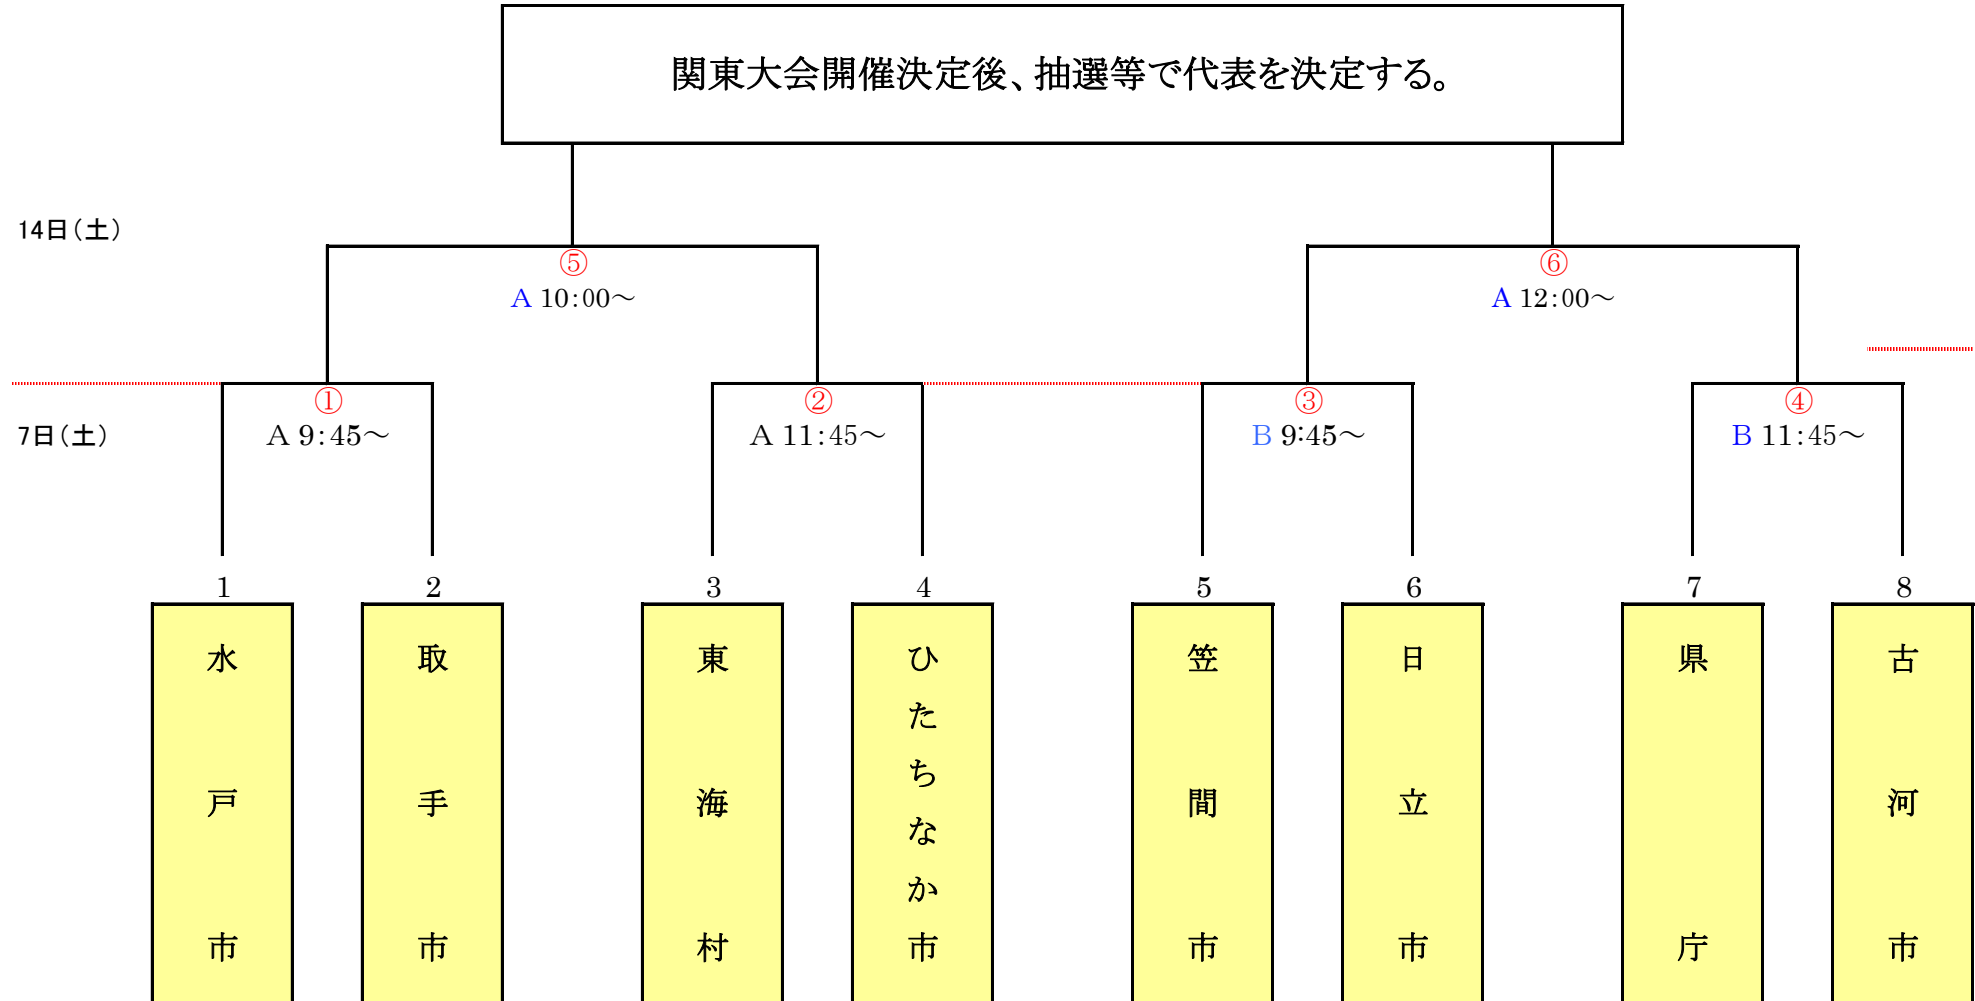 関東大会開催決定後、抽選等で代表を決定する。
14日（土）
⑤
A 10:00～
⑥
A 12:00～
7日（土）
①
A 9:45～
②
A 11:45～
③
B 9:45～
④
B 11:45～
1
2
3
4
5
6
7
8
水戸市
取手市
東海村
ひたちなか市
笠間市
日立市
県庁
古河市